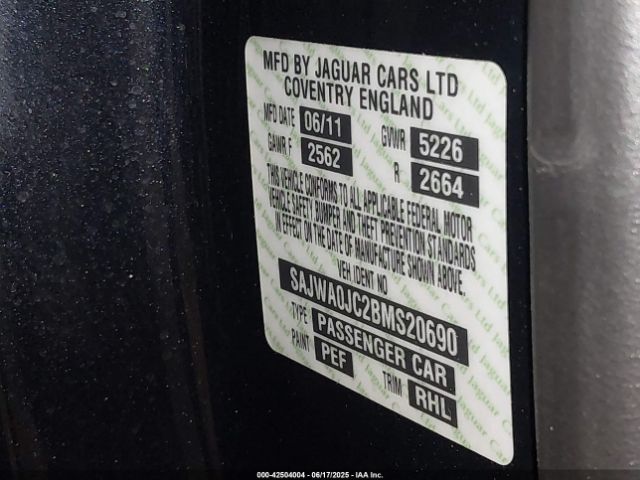 MFD BY JAGUAR CARS LTD
COVENTRY ENGLAND
MFD DATE 06/11 GVWR 5226
GAWR F 2562 R 2664
THIS VEHICLE CONFORMS TO ALL APPLICABLE FEDERAL MOTOR
VEHICLE SAFETY, BUMPER AND THEFT PREVENTION STANDARDS
IN EFFECT ON THE DATE OF MANUFACTURE SHOWN ABOVE.
VEH IDENT NO
SAJWA0JC2BMS20690
TYPE PASSENGER CAR
PAINT PEF TRIM RHL
000-42504004 - 06/17/2025 - IAA Inc.